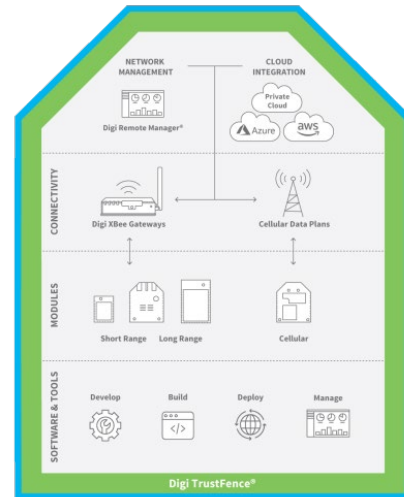 NETWORK
MANAGEMENT
CLOUD
INTEGRATION
Private
Cloud
Azure
aws
Digi Remote Manager®
CONNECTIVITY
Digi XBee Gateways
Cellular Data Plans
MODULES
Short Range
Long Range
Cellular
SOFTWARE & TOOLS
Develop
Build
Deploy
Manage
</>
Digi TrustFence®